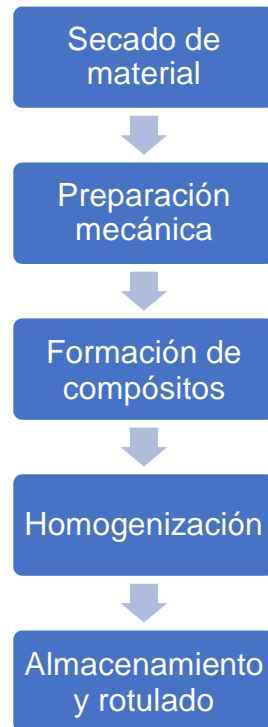 Secado de
material
Preparación
mecánica
Formación de
compósitos
Homogenización
Almacenamiento
y rotulado